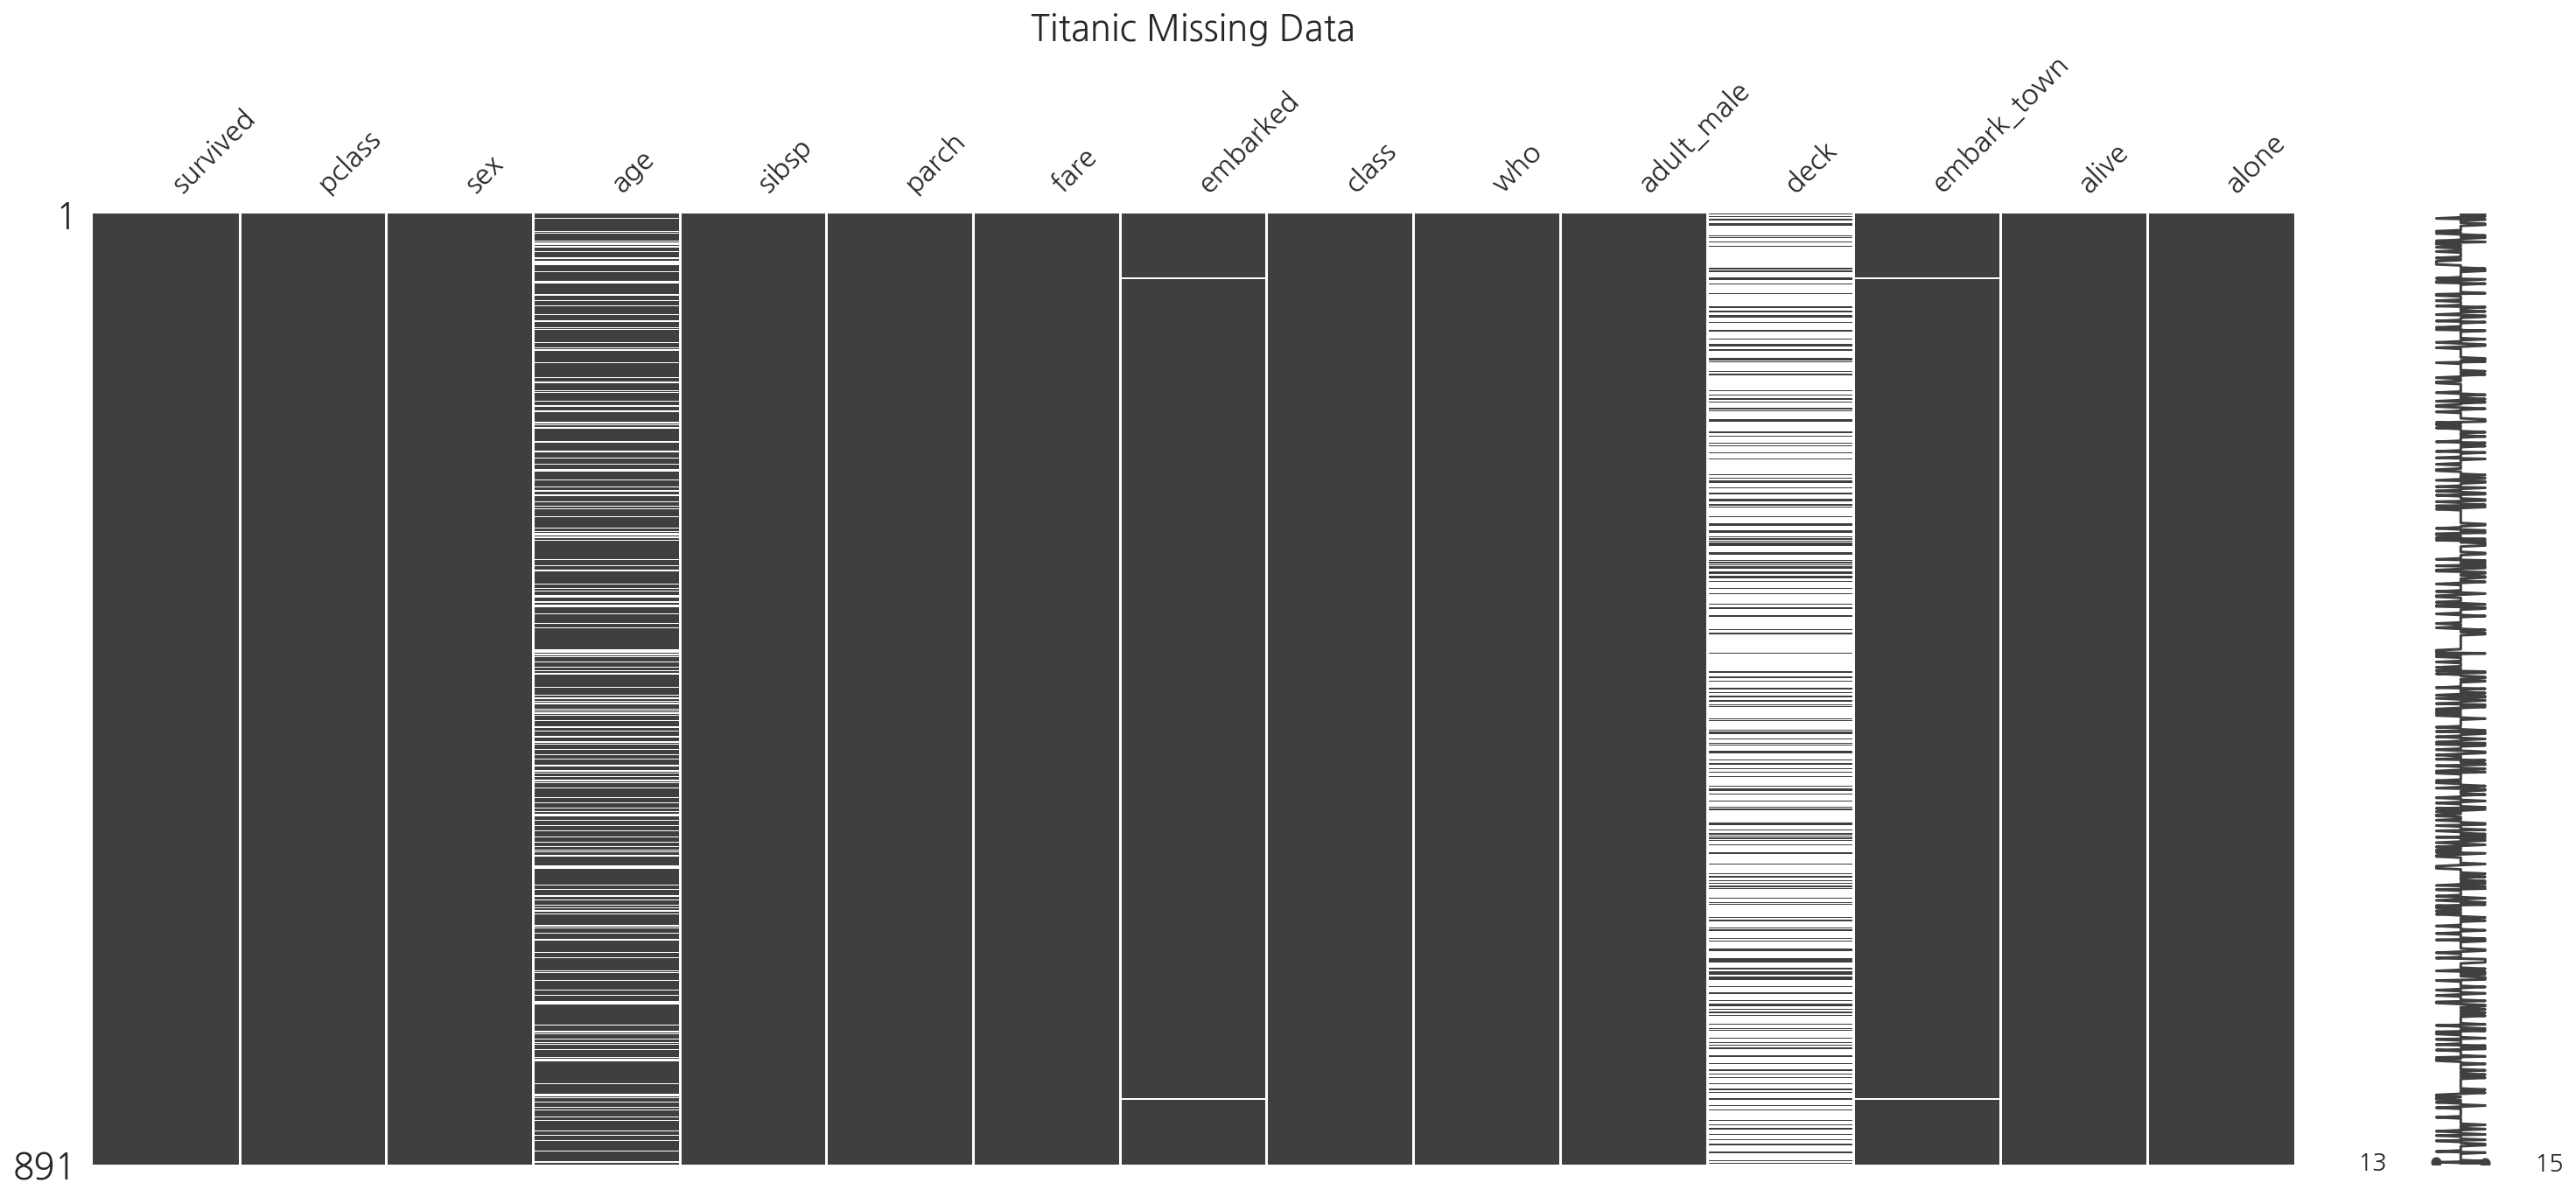 Titanic Missing Data
survived
pclass
sex
age
sibsp
parch
fare
embarked
class
who
adult_male
deck
embark_town
alive
alone
1
891
13
15